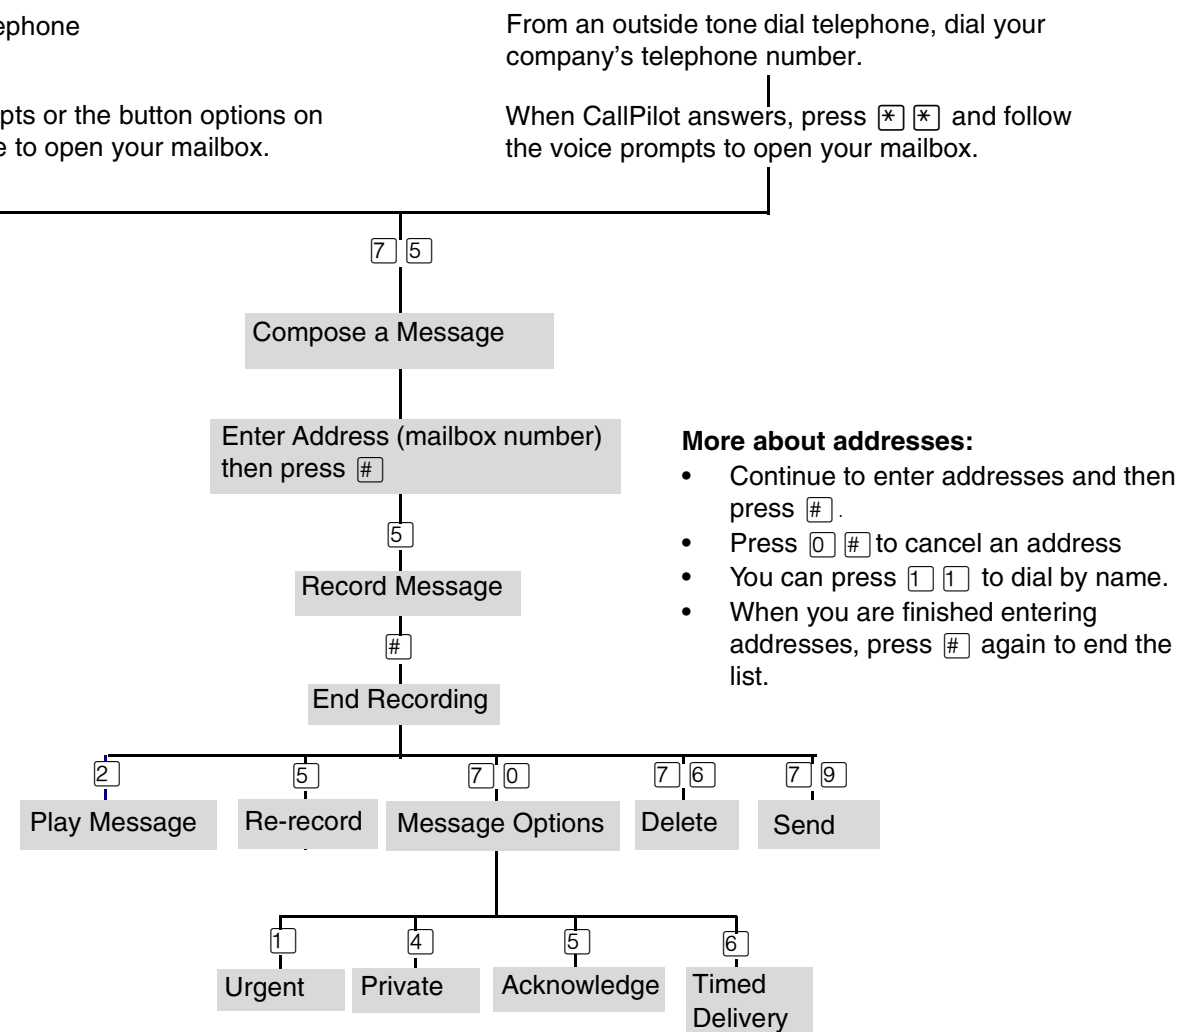 ephone
From an outside tone dial telephone, dial your
company's telephone number.
pts or the button options on
e to open your mailbox.
When CallPilot answers, press * * and follow
the voice prompts to open your mailbox.
7 5
Compose a Message
Enter Address (mailbox number)
then press #
5
Record Message
#
End Recording
More about addresses:
• Continue to enter addresses and then
press # .
• Press 0 # to cancel an address
• You can press 1 1 to dial by name.
• When you are finished entering
addresses, press # again to end the
list.
2 5 7 0 7 6 7 9
Play Message Re-record Message Options Delete Send
1 4 5 6
Urgent Private Acknowledge Timed
Delivery